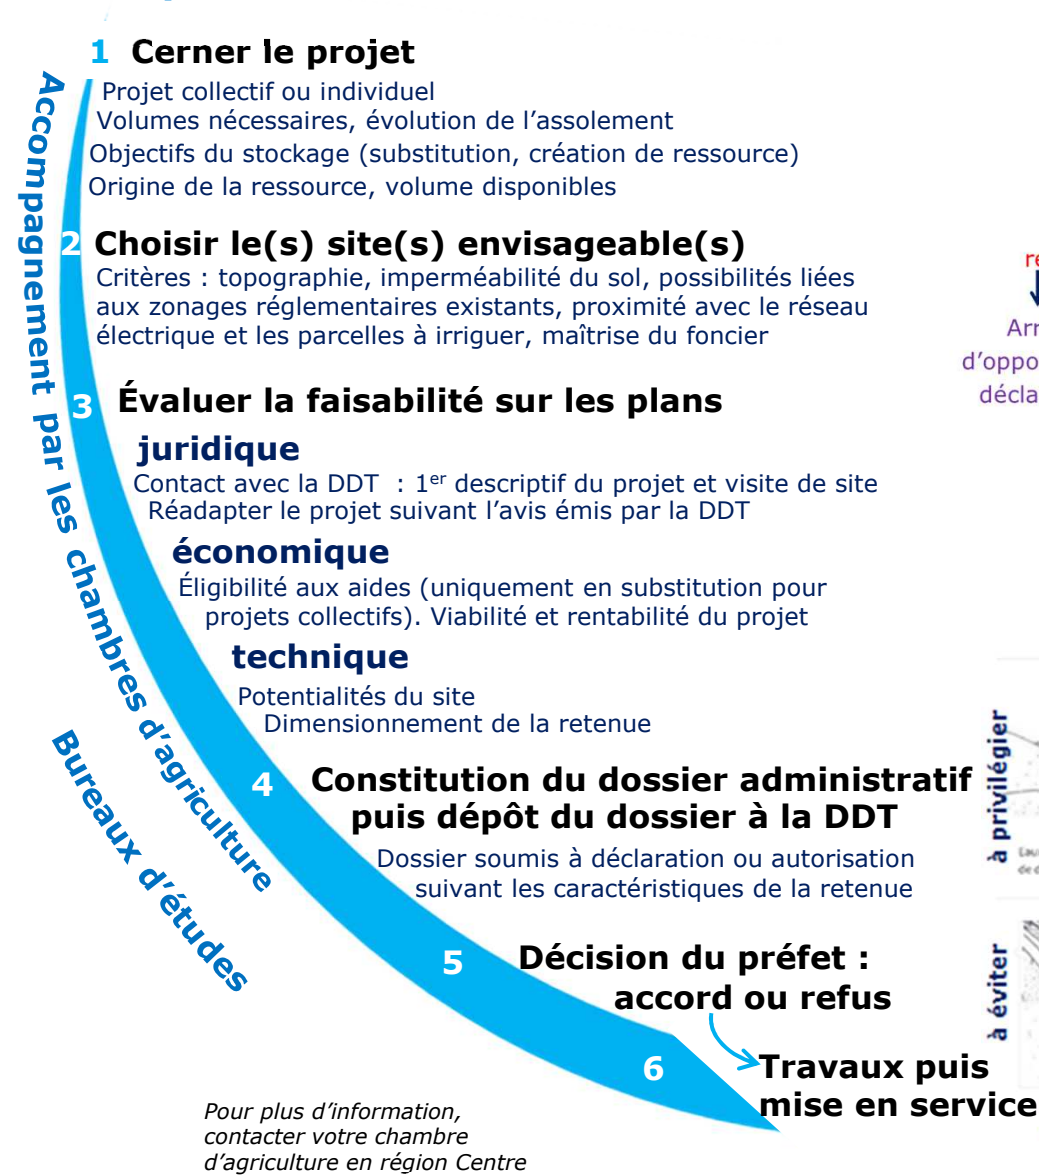 1 Cerner le projet
Projet collectif ou individuel
Volumes nécessaires, évolution de l’assolement
Objectifs du stockage (substitution, création de ressource)
Origine de la ressource, volume disponibles
2 Choisir le(s) site(s) envisageable(s)
Critères : topographie, imperméabilité du sol, possibilités liées
aux zonages réglementaires existants, proximité avec le réseau
électrique et les parcelles à irriguer, maîtrise du foncier
3 Évaluer la faisabilité sur les plans
juridique
Contact avec la DDT : 1er descriptif du projet et visite de site
Réadapter le projet suivant l’avis émis par la DDT
économique
Éligibilité aux aides (uniquement en substitution pour
projets collectifs). Viabilité et rentabilité du projet
technique
Potentialités du site
Dimensionnement de la retenue
4 Constitution du dossier administratif
puis dépôt du dossier à la DDT
Dossier soumis à déclaration ou autorisation
suivant les caractéristiques de la retenue
5 Décision du préfet :
accord ou refus
6 Travaux puis
mise en service
Accompagnement par les chambres d’agriculture
Bureaux d’études
Pour plus d’information,
contacter votre chambre
d’agriculture en région Centre
re
Arr
d’oppo
décla
à privilégier
à éviter